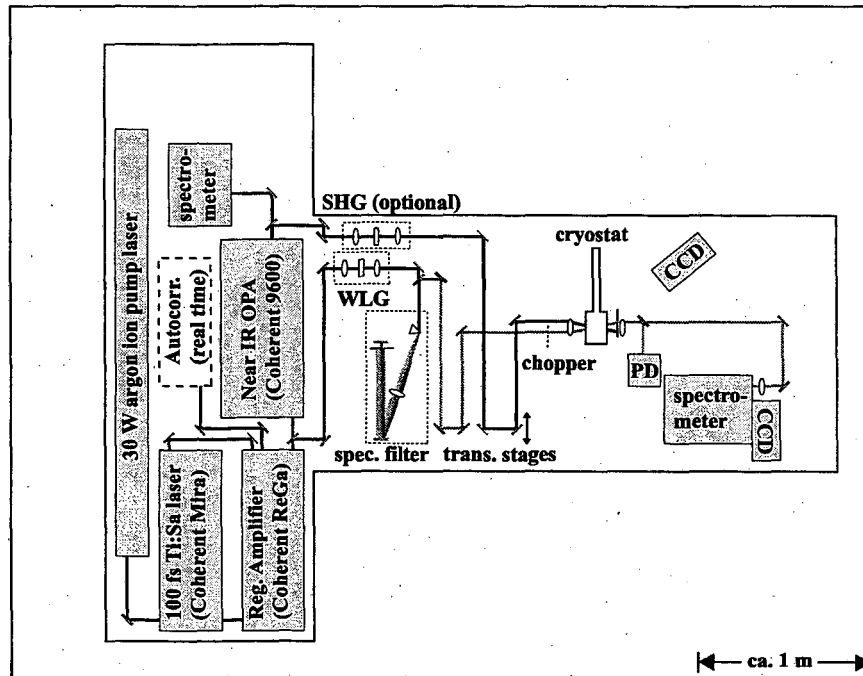 30 W argon ion pump laser
spectro-
meter
SHG (optional)
cryostat
CCD
Autocorr.
(real time)
Near IR OPA
(Coherent 9600)
WLG
chopper
PD
spectro-
meter
CCD
spec. filter
trans. stages
100 fs Ti:Sa laser
(Coherent Mira)
Reg. Amplifier
(Coherent ReGa)
ca. 1 m